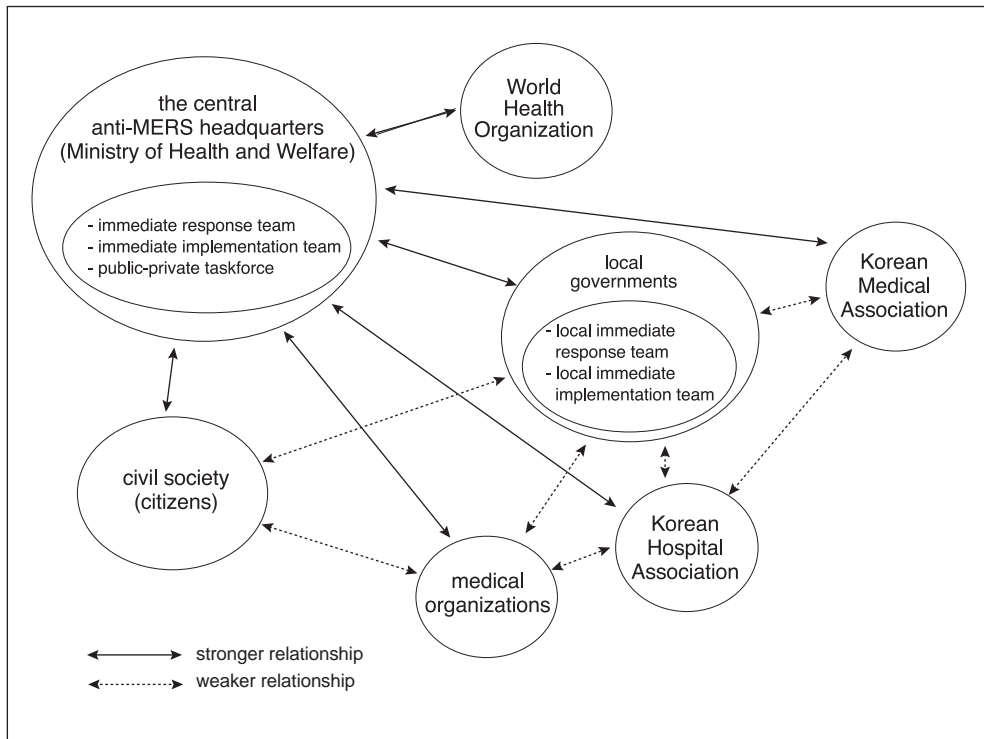 the central
anti-MERS headquarters
(Ministry of Health and Welfare)
- immediate response team
- immediate implementation team
- public-private taskforce
World
Health
Organization
local
governments
- local immediate
response team
- local immediate
implementation team
Korean
Medical
Association
civil society
(citizens)
medical
organizations
Korean
Hospital
Association
stronger relationship
weaker relationship